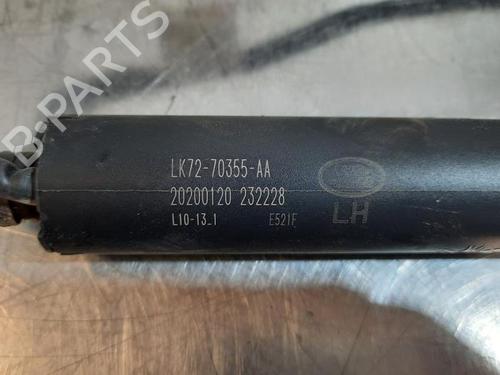 B-PARTS
LK72-70355-AA
20200120 232228
L10-13_1 E521F
LH